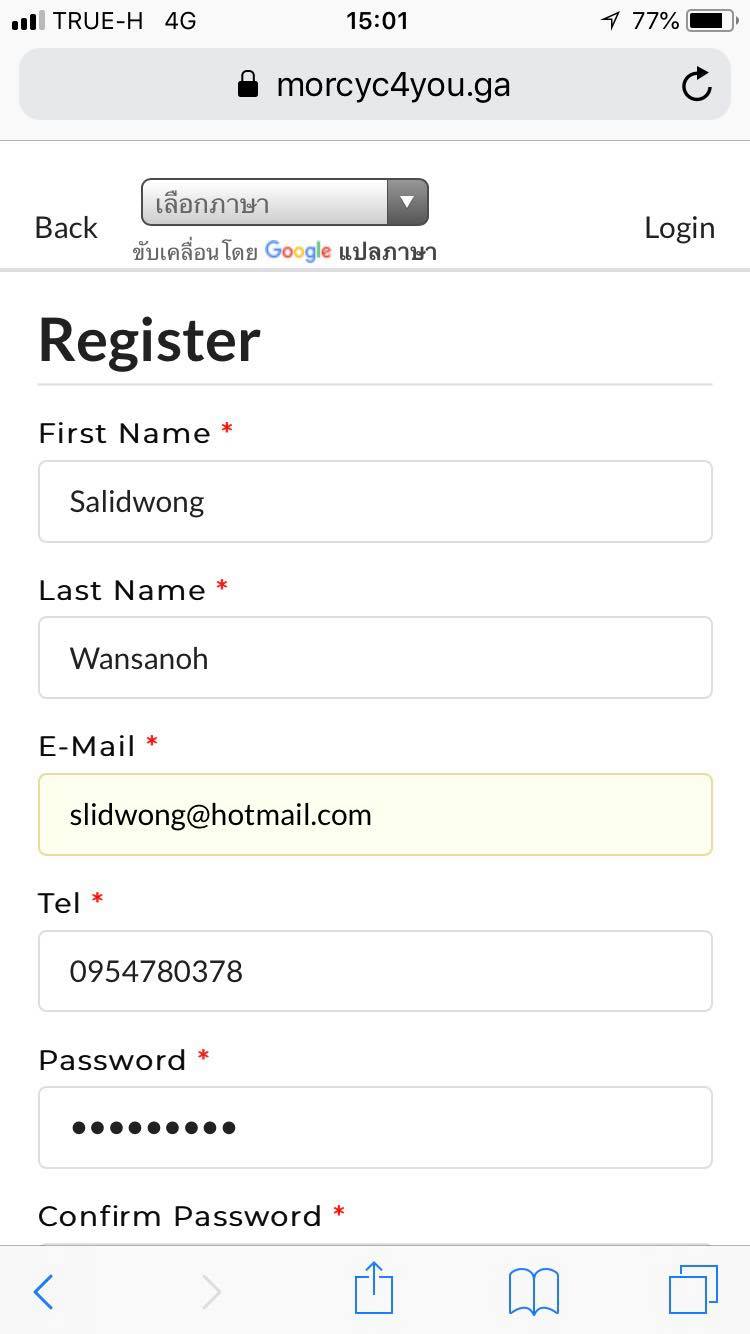 TRUE-H 4G 15:01 77%
morcyc4you.ga
Back เลือกภาษา Login
ขับเคลื่อนโดย Google แปลภาษา
Register
First Name *
Salidwong
Last Name *
Wansanoh
E-Mail *
slidwong@hotmail.com
Tel *
0954780378
Password *
•••••••••
Confirm Password *